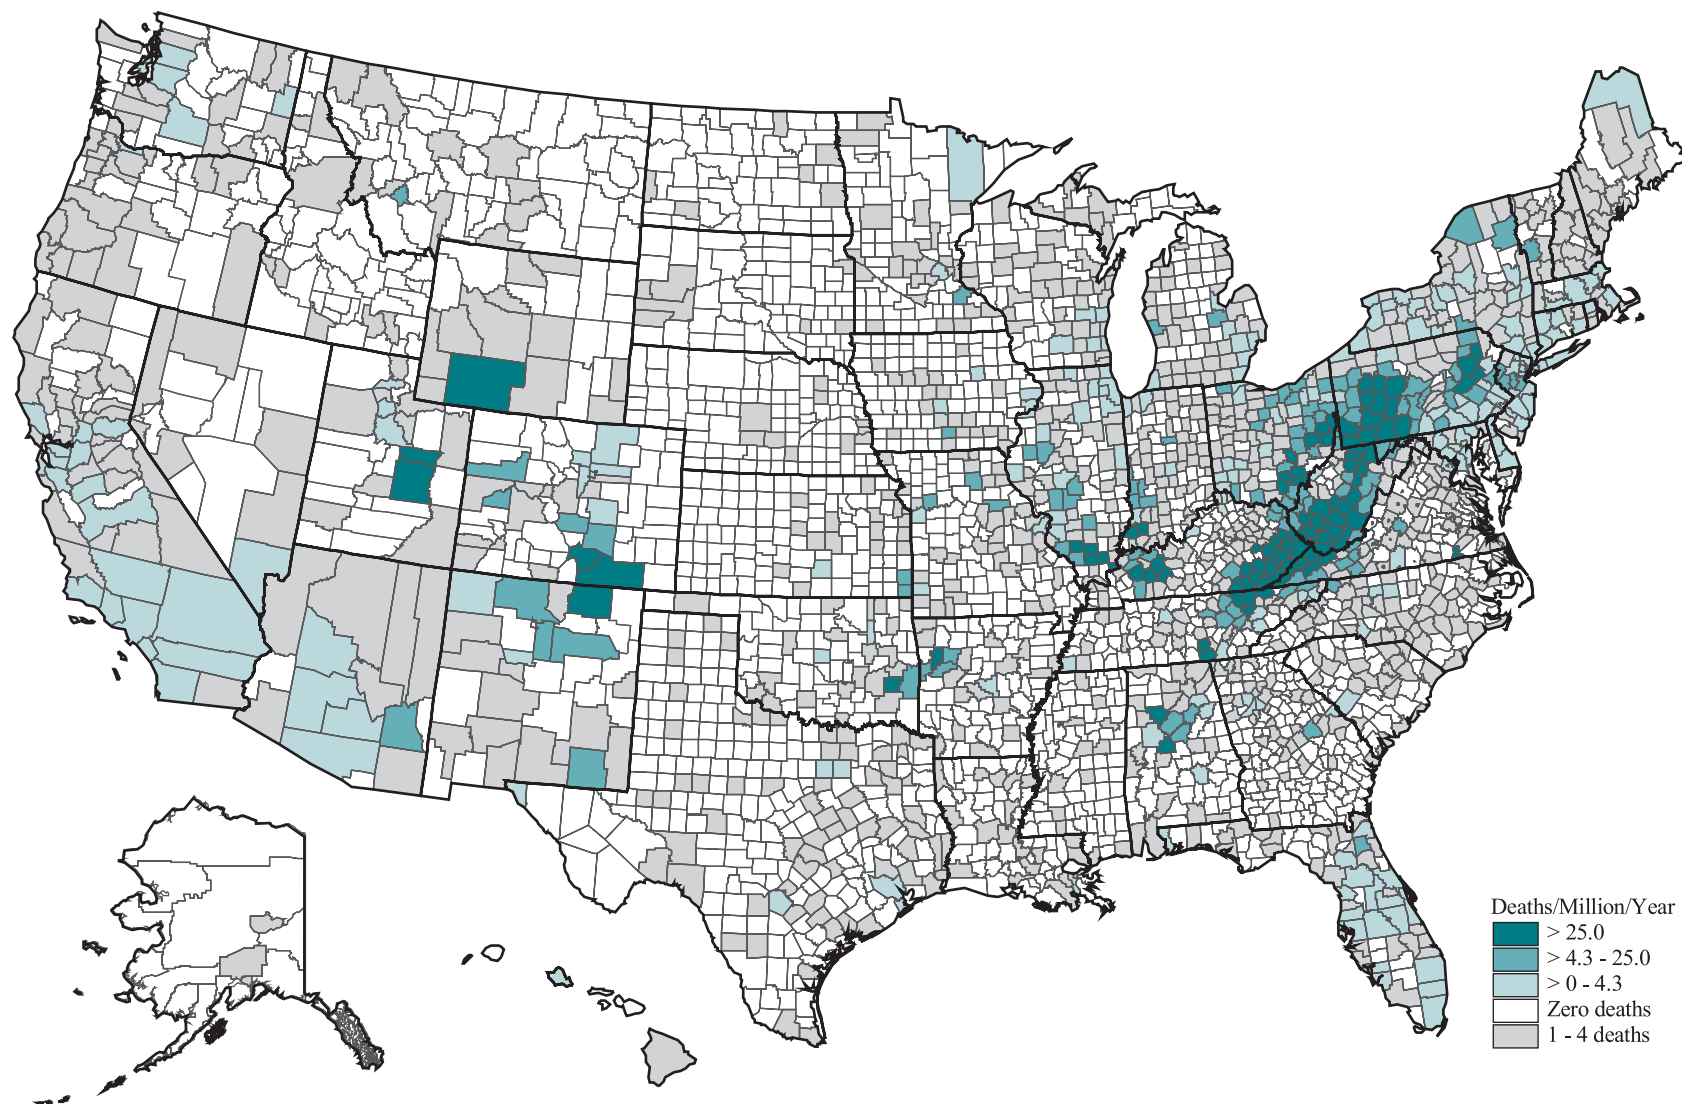 Deaths/Million/Year
> 25.0
> 4.3 - 25.0
> 0 - 4.3
Zero deaths
1 - 4 deaths